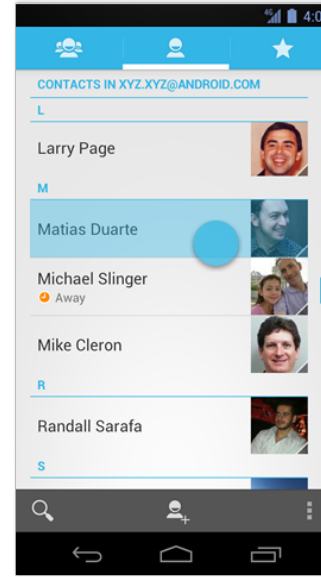 4G 4:0
CONTACTS IN XYZ.XYZ@ANDROID.COM
L
Larry Page
M
Matias Duarte
Michael Slinger
Away
Mike Cleron
R
Randall Sarafa
S